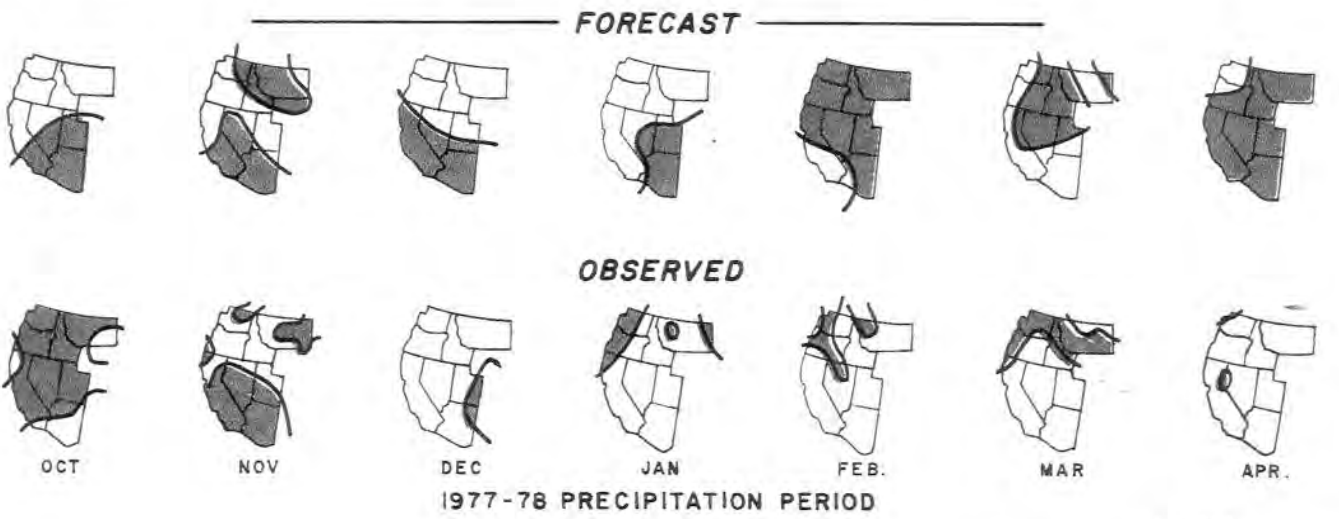 FORECAST
OBSERVED
OCT NOV DEC JAN FEB. MAR APR.
1977-78 PRECIPITATION PERIOD